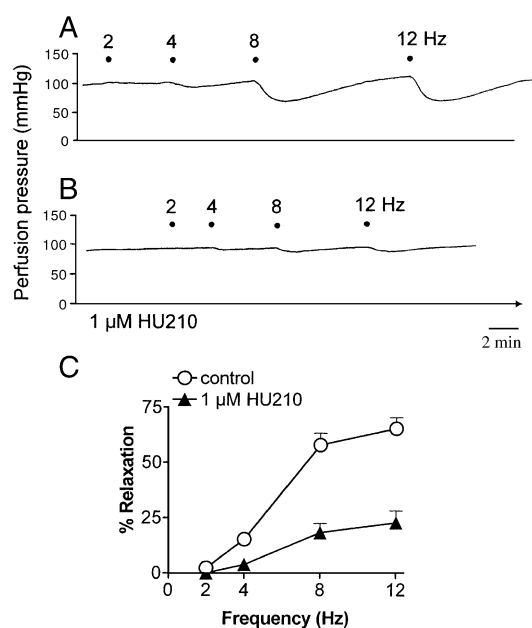 A
2 4 8 12 Hz
150
100
50
0
B
2 4 8 12 Hz
150
100
50
0
Perfusion pressure (mmHg)
1 µM HU210
2 min
C
control
1 µM HU210
75
50
25
0
% Relaxation
0 2 4 8 12
Frequency (Hz)